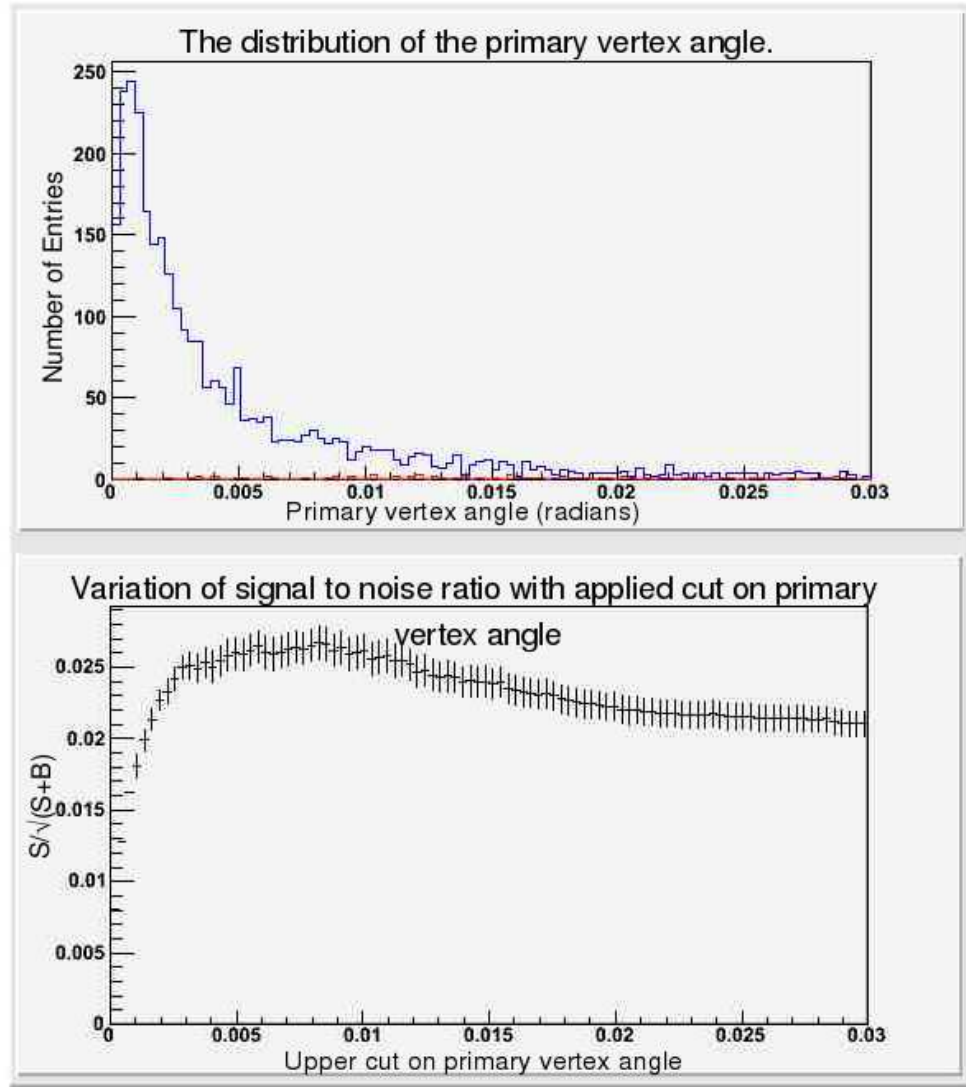 The distribution of the primary vertex angle.
250
200
150
100
50
0
Number of Entries
0 0.005 0.01 0.015 0.02 0.025 0.03
Primary vertex angle (radians)
Variation of signal to noise ratio with applied cut on primary
vertex angle
0.025
0.02
0.015
0.01
0.005
0
S/√(S+B)
0 0.005 0.01 0.015 0.02 0.025 0.03
Upper cut on primary vertex angle